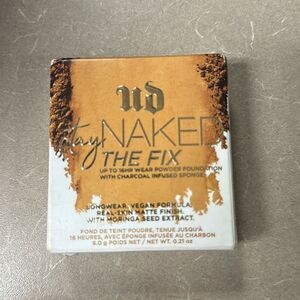 UD
stay NAKED
THE FIX
UP TO 16HR WEAR POWDER FOUNDATION
WITH CHARCOAL INFUSED SPONGE
LONGWEAR, VEGAN FORMULA.
REAL-SKIN MATTE FINISH.
WITH MORINGA SEED EXTRACT.
FOND DE TEINT POUDRE, TENUE JUSQU'À
16 HEURES, AVEC ÉPONGE INFUSÉE AU CHARBON
6.0 g POIDS NET / NET WT. 0.21 oz